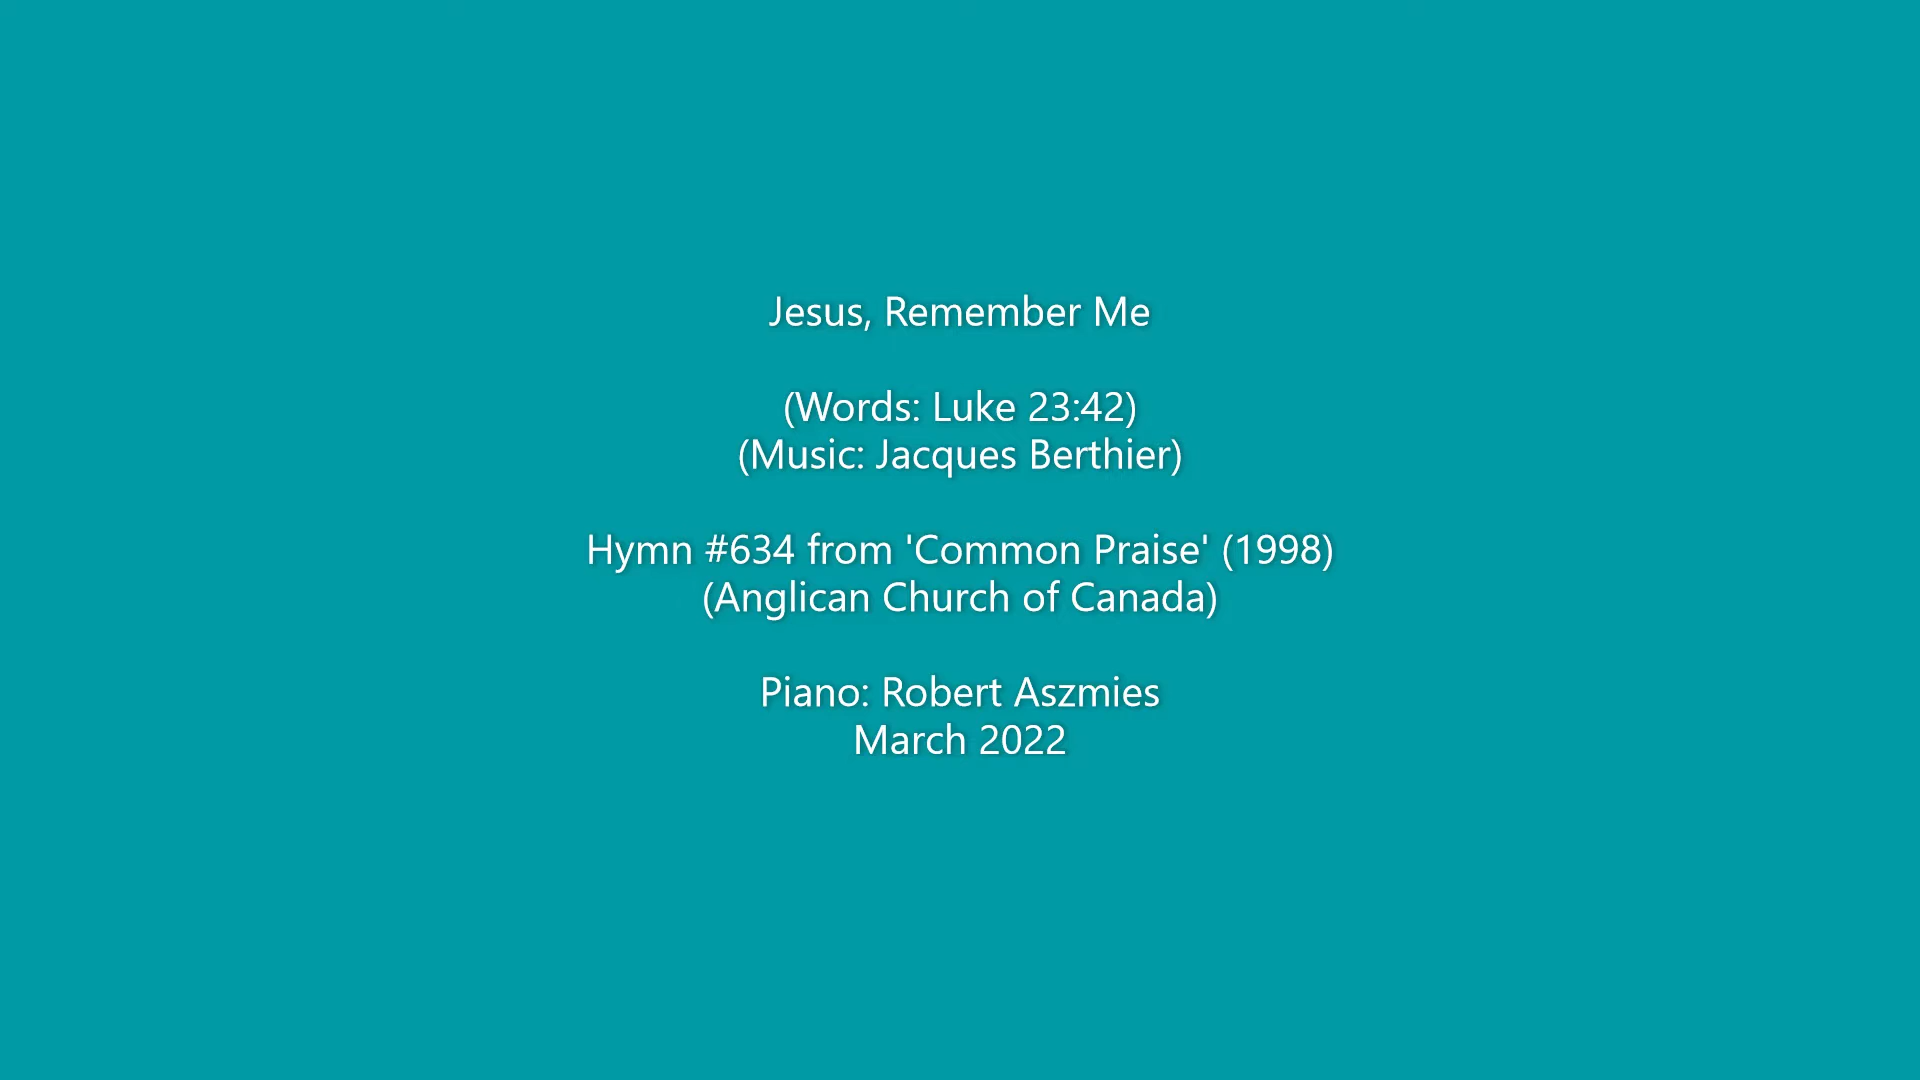 Jesus, Remember Me
(Words: Luke 23:42)
(Music: Jacques Berthier)
Hymn #634 from 'Common Praise' (1998)
(Anglican Church of Canada)
Piano: Robert Aszmies
March 2022